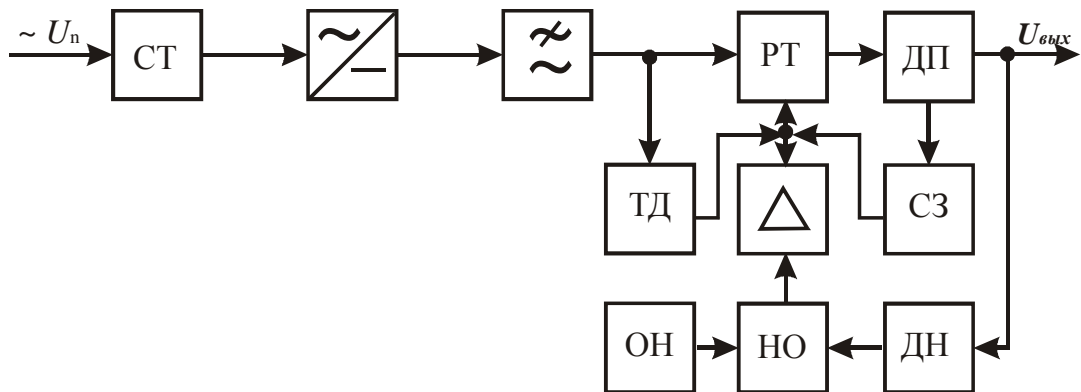 ~ Uп
СТ
РТ
ДП
Uвых
ТД
СЗ
ОН
НО
ДН